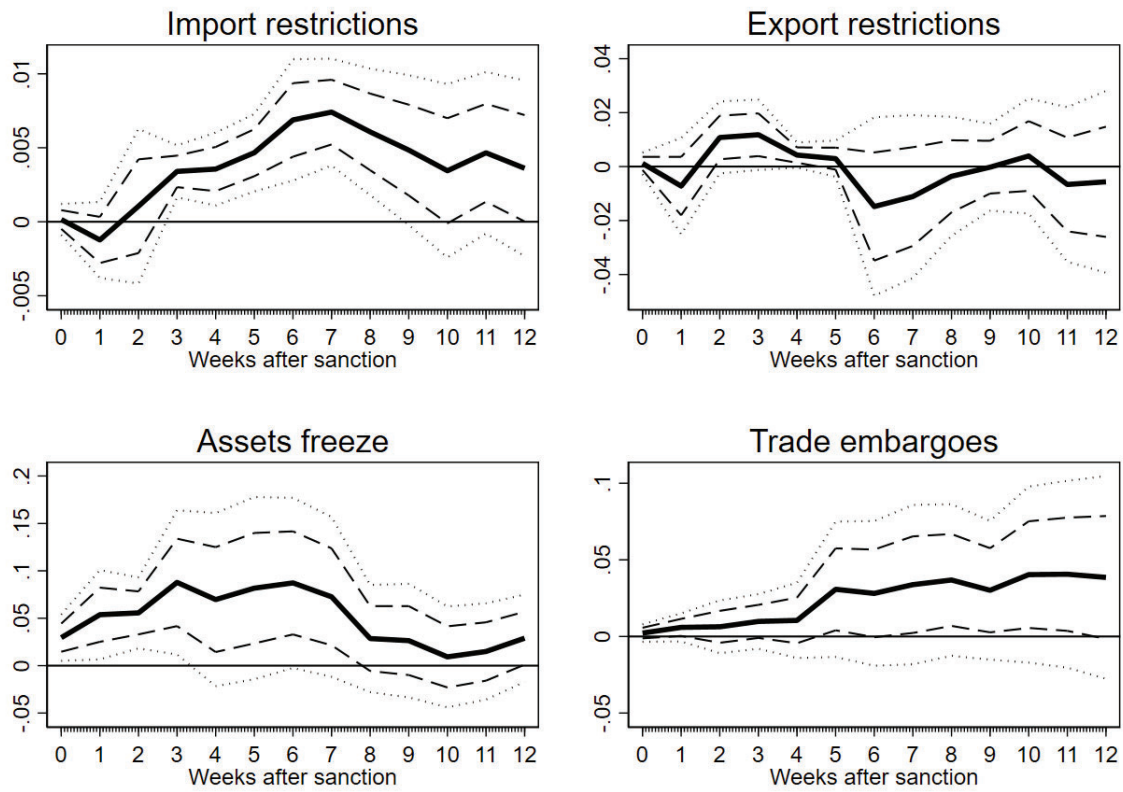 Import restrictions
.01
.005
0
-.005
0 1 2 3 4 5 6 7 8 9 10 11 12
Weeks after sanction
Export restrictions
.04
.02
0
-.02
-.04
0 1 2 3 4 5 6 7 8 9 10 11 12
Weeks after sanction
Assets freeze
.2
.15
.1
.05
0
-.05
0 1 2 3 4 5 6 7 8 9 10 11 12
Weeks after sanction
Trade embargoes
.1
.05
0
-.05
0 1 2 3 4 5 6 7 8 9 10 11 12
Weeks after sanction